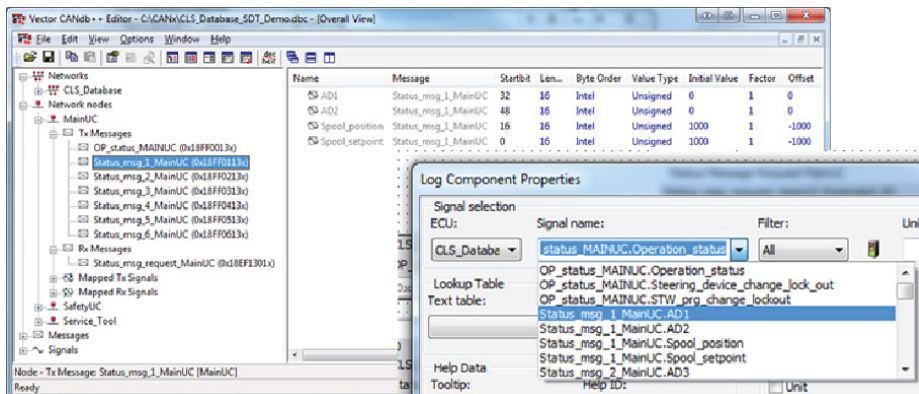 Vector CANdb++ Editor - C:\CANx\CLS_Database_SDT_Demo.dbc - [Overall View]
File Edit View Options Window Help
Networks
CLS_Database
Network nodes
MainUC
Tx Messages
OP_status_MAINUC (0x18FF0013x)
Status_msg_1_MainUC (0x18FF0113x)
Status_msg_2_MainUC (0x18FF0213x)
Status_msg_3_MainUC (0x18FF0313x)
Status_msg_4_MainUC (0x18FF0413x)
Status_msg_5_MainUC (0x18FF0513x)
Status_msg_6_MainUC (0x18FF0613x)
Rx Messages
Status_msg_request_MainUC (0x18EF1301x)
Mapped Tx Signals
Mapped Rx Signals
SafetyUC
Service_Tool
Messages
Signals
Name Message Startbit Len... Byte Order Value Type Initial Value Factor Offset
AD1 Status_msg_1_MainUC 32 16 Intel Unsigned 0 1 0
AD2 Status_msg_1_MainUC 48 16 Intel Unsigned 0 1 0
Spool_position Status_msg_1_MainUC 16 16 Intel Unsigned 1000 1 -1000
Spool_setpoint Status_msg_1_MainUC 0 16 Intel Unsigned 1000 1 -1000
Node - Tx Message: Status_msg_1_MainUC [MainUC]
Ready
Log Component Properties
Signal selection
ECU: Signal name: Filter: Uni
CLS_Databa status_MAINUC.Operation_status All
OP_status_MAINUC.Operation_status
OP_status_MAINUC.Steering_device_change_lock_out
OP_status_MAINUC.STW_prg_change_lockout
Status_msg_1_MainUC.AD1
Status_msg_1_MainUC.AD2
Status_msg_1_MainUC.Spool_position
Status_msg_1_MainUC.Spool_setpoint
Status_msg_2_MainUC.AD3
Lookup Table
Text table:
Help Data
Tooltip: Help ID:
Unit